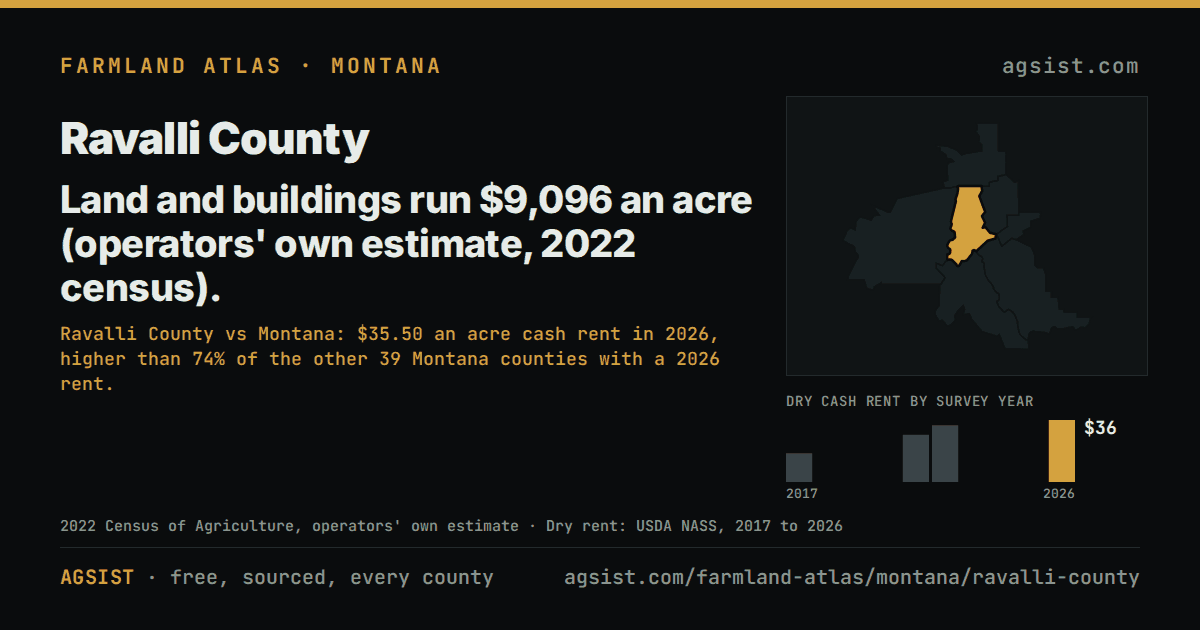 FARMLAND ATLAS · MONTANA
agsist.com
Ravalli County
Land and buildings run $9,096 an acre
(operators' own estimate, 2022
census).
Ravalli County vs Montana: $35.50 an acre cash rent in 2026,
higher than 74% of the other 39 Montana counties with a 2026
rent.
DRY CASH RENT BY SURVEY YEAR
$36
2017
2026
2022 Census of Agriculture, operators' own estimate · Dry rent: USDA NASS, 2017 to 2026
AGSIST · free, sourced, every county
agsist.com/farmland-atlas/montana/ravalli-county